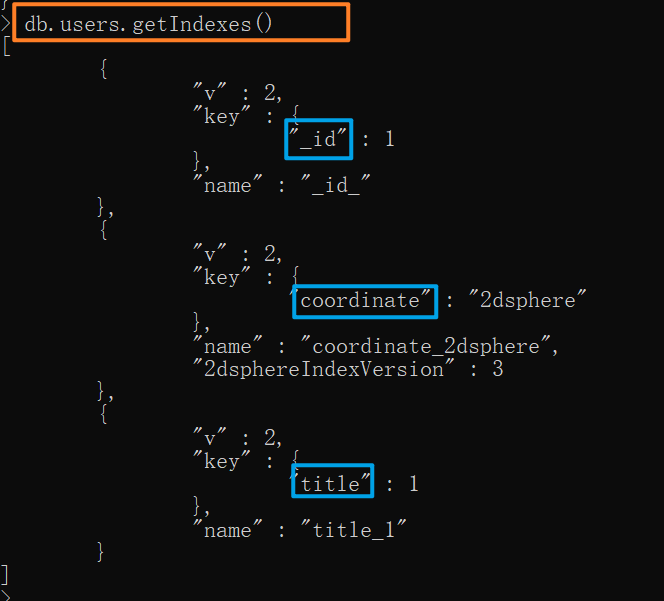 }
> db.users.getIndexes()
[
{
"v" : 2,
"key" : {
"_id" : 1
},
"name" : "_id_"
},
{
"v" : 2,
"key" : {
"coordinate" : "2dsphere"
},
"name" : "coordinate_2dsphere",
"2dsphereIndexVersion" : 3
},
{
"v" : 2,
"key" : {
"title" : 1
},
"name" : "title_1"
}
]
>